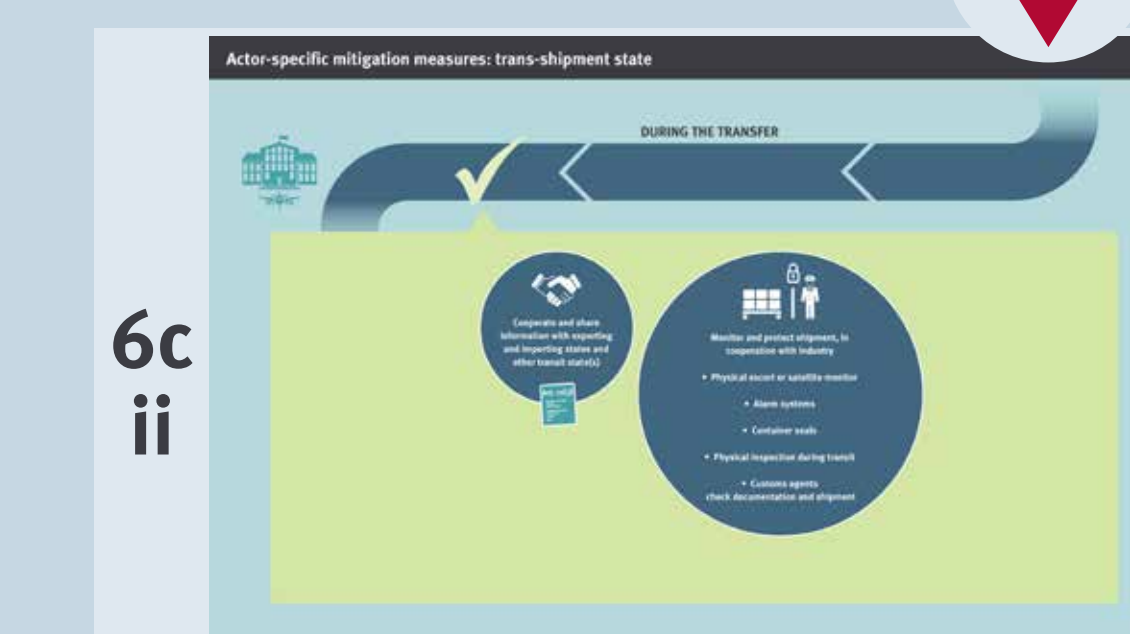 Actor-specific mitigation measures: trans-shipment state
DURING THE TRANSFER
6c
ii
Cooperate and share
information with exporting
and importing states and
other transit state(s)
Monitor and protect shipment, in
cooperation with industry
• Physical escort or satellite monitor
• Alarm systems
• Container seals
• Physical inspection during transit
• Customs agents
check documentation and shipment